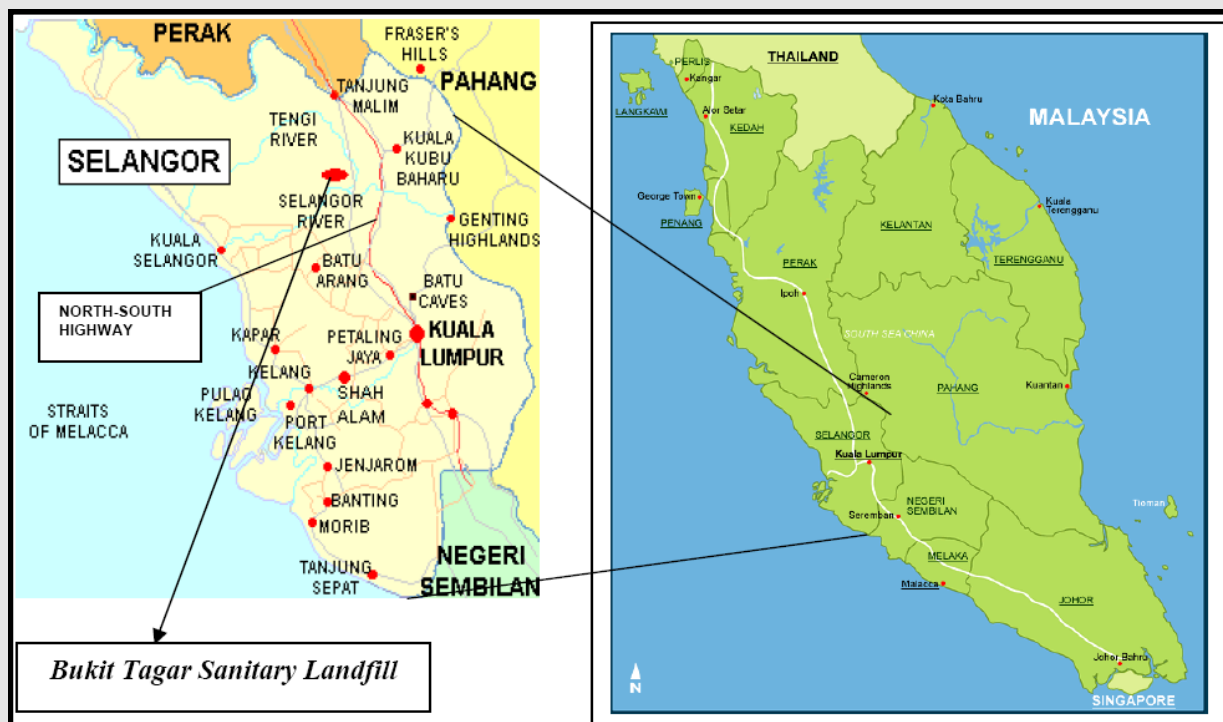 PERAK
FRASER'S
HILLS
PAHANG
TANJUNG
MALIM
TENGI
RIVER
KUALA
KUBU
BAHARU
SELANGOR
SELANGOR
RIVER
GENTING
HIGHLANDS
KUALA
SELANGOR
BATU
ARANG
BATU
CAVES
NORTH-SOUTH
HIGHWAY
KAPAR
PETALING
JAYA
KUALA
LUMPUR
KELANG
PULAO
KELANG
SHAH
ALAM
PORT
KELANG
STRAITS
OF MELACCA
JENJAROM
BANTING
MORIB
NEGERI
SEMBILAN
TANJUNG
SEPAT
Bukit Tagar Sanitary Landfill
THAILAND
PERLIS
Kangar
LANGKAWI
Alor Setar
KEDAH
Kota Bahru
MALAYSIA
George Town
PENANG
KELANTAN
Kuala
Terengganu
TERENGGANU
PERAK
Ipoh
SOUTH SEA CHINA
Cameron
Highlands
PAHANG
Kuantan
SELANGOR
Kuala Lumpur
NEGERI
SEMBILAN
Seremban
Tioman
MELAKA
Malacca
JOHOR
Johor Bahru
SINGAPORE
N